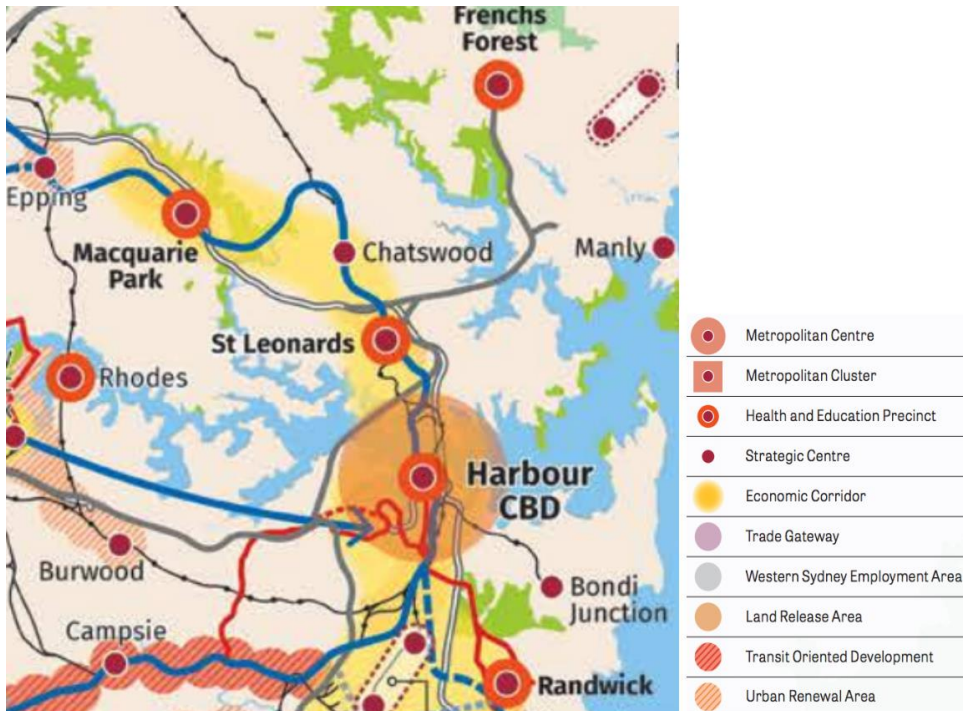 Frenchs
Forest
Epping
Macquarie
Park
Chatswood
Manly
St Leonards
Rhodes
Harbour
CBD
Burwood
Bondi
Junction
Campsie
Randwick
Metropolitan Centre
Metropolitan Cluster
Health and Education Precinct
Strategic Centre
Economic Corridor
Trade Gateway
Western Sydney Employment Area
Land Release Area
Transit Oriented Development
Urban Renewal Area